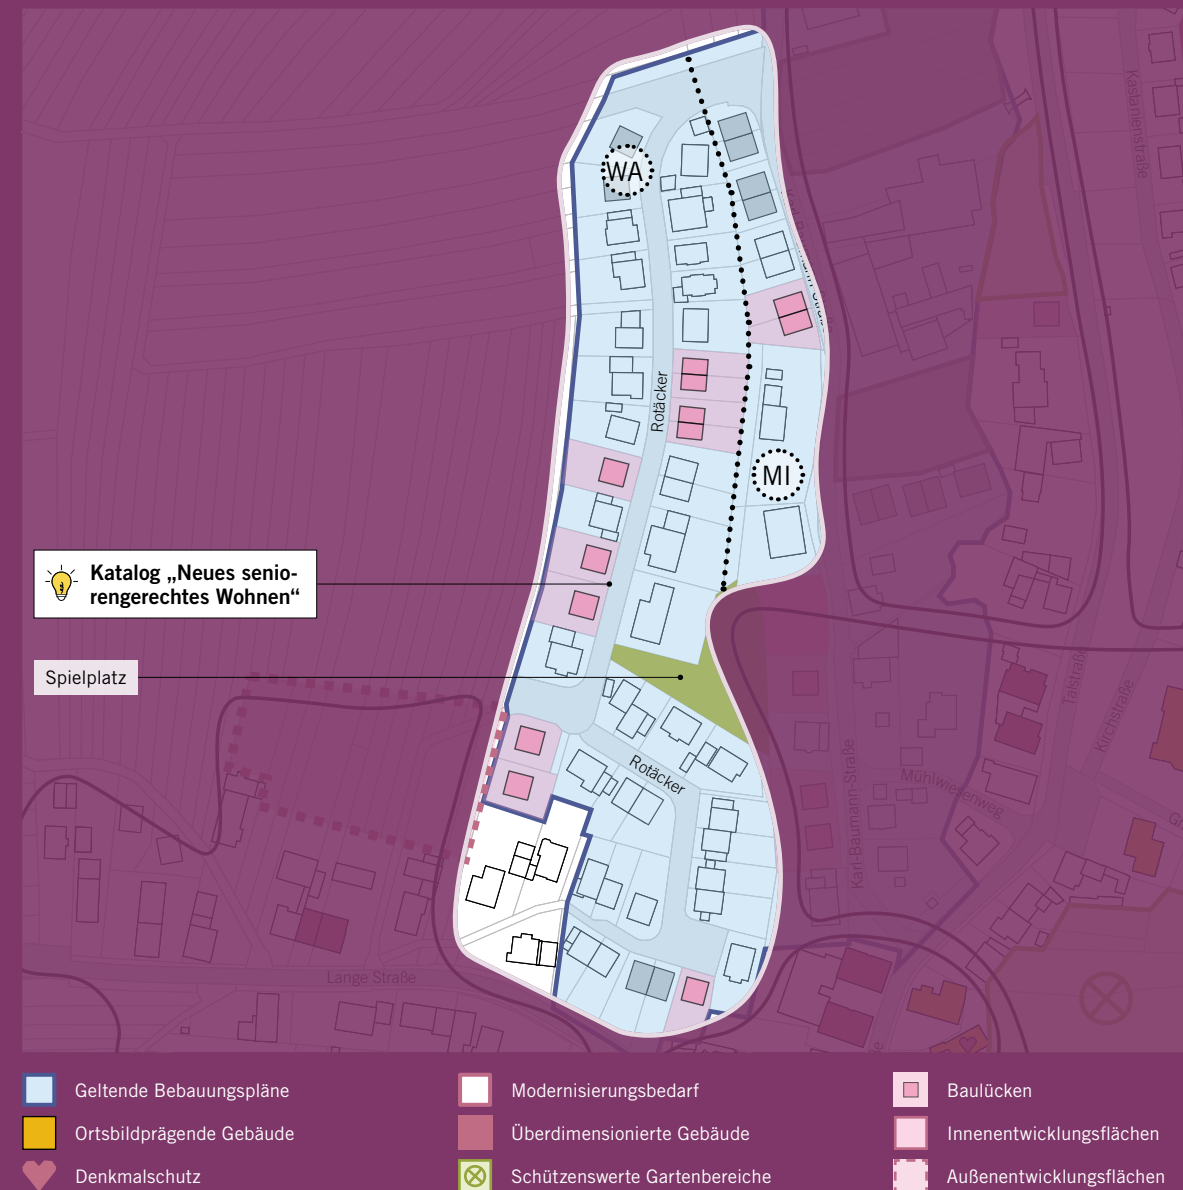 Kastanienstraße
WA
Rotäcker
MI
Katalog „Neues senio-
rengerechtes Wohnen“
Spielplatz
Talstraße
Kirchstraße
Rotäcker
Mühlwiesenweg
Karl-Baumann-Straße
Lange Straße
Geltende Bebauungspläne
Modernisierungsbedarf
Baulücken
Ortsbildprägende Gebäude
Überdimensionierte Gebäude
Innenentwicklungsflächen
Denkmalschutz
Schützenswerte Gartenbereiche
Außenentwicklungsflächen